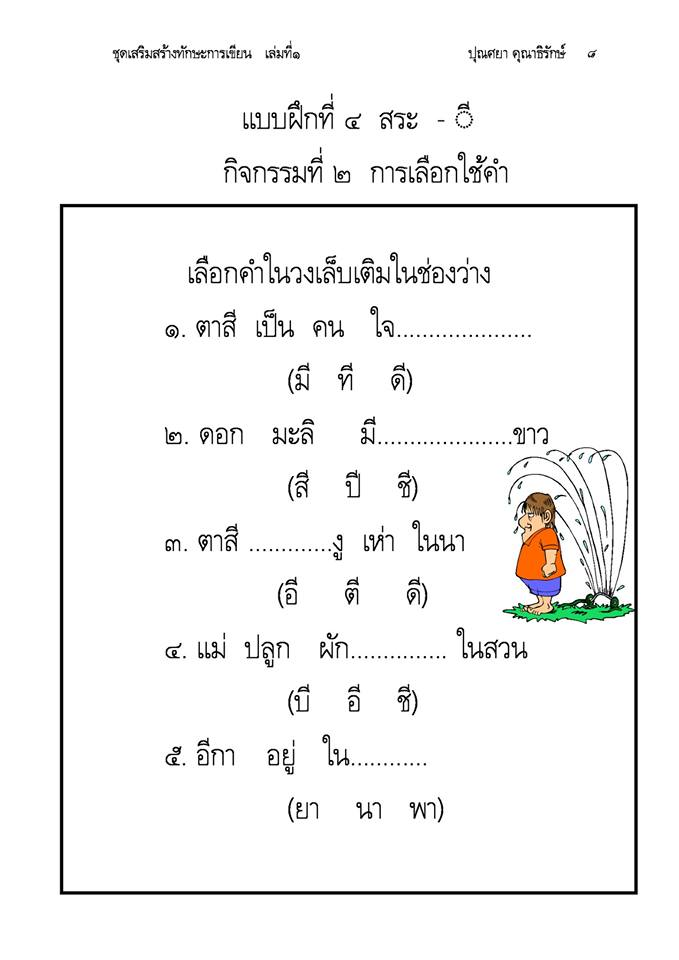 ชุดเสริมสร้างทักษะการเขียน เล่มที่๑ ปุณศยา คุณาธิรักษ์ ๘
แบบฝึกที่ ๔ สระ - ี
กิจกรรมที่ ๒ การเลือกใช้คำ
เลือกคำในวงเล็บเติมในช่องว่าง
๑. ตาสี เป็น คน ใจ.....................
(มี ที ดี)
๒. ดอก มะลิ มี.....................ขาว
(สี ปี ชี)
๓. ตาสี .............งู เห่า ในนา
(อี ตี ดี)
๔. แม่ ปลูก ผัก............... ในสวน
(บี อี ชี)
๕. อีกา อยู่ ใน............
(ยา นา พา)